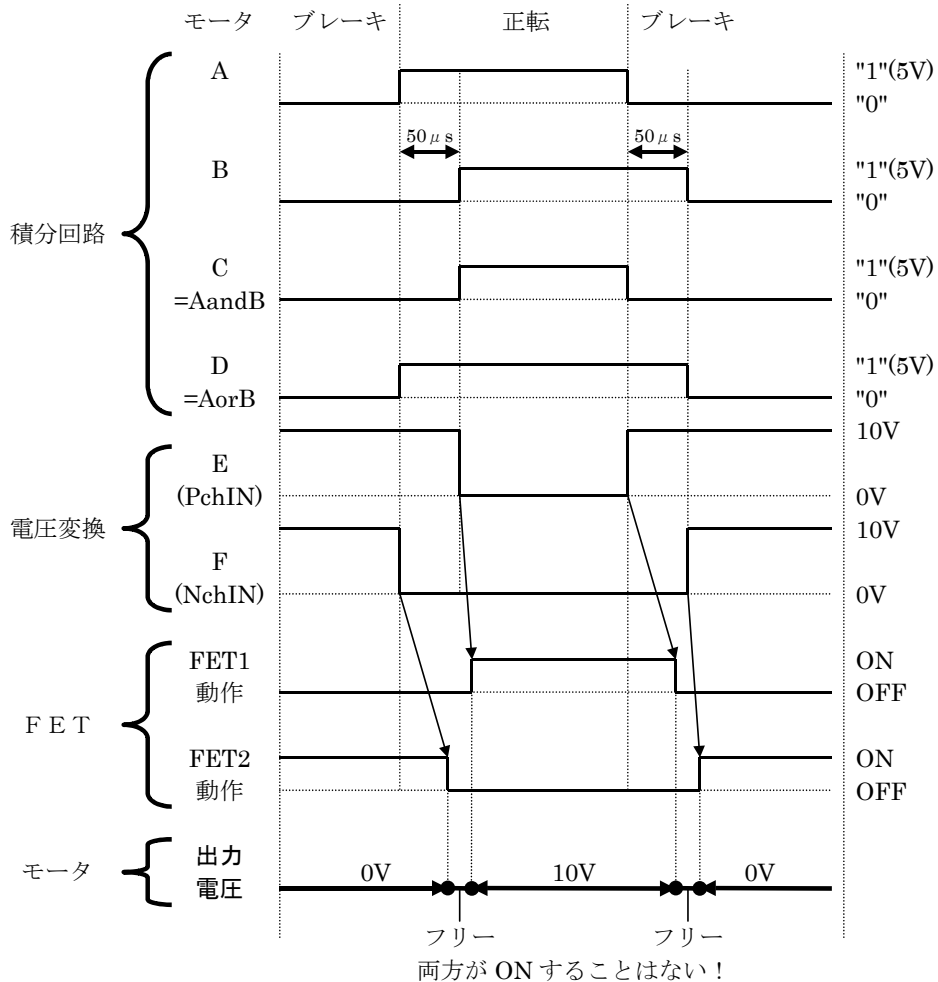 モータ ブレーキ 正転 ブレーキ
A "1"(5V)
"0"
50μs 50μs
B "1"(5V)
"0"
積分回路
C "1"(5V)
=AandB "0"
D "1"(5V)
=AorB "0"
10V
E
(PchIN) 0V
電圧変換 10V
F
(NchIN) 0V
FET1 ON
動作 OFF
ＦＥＴ
FET2 ON
動作 OFF
モータ 出力 0V 10V 0V
電圧
フリー フリー
両方が ON することはない！